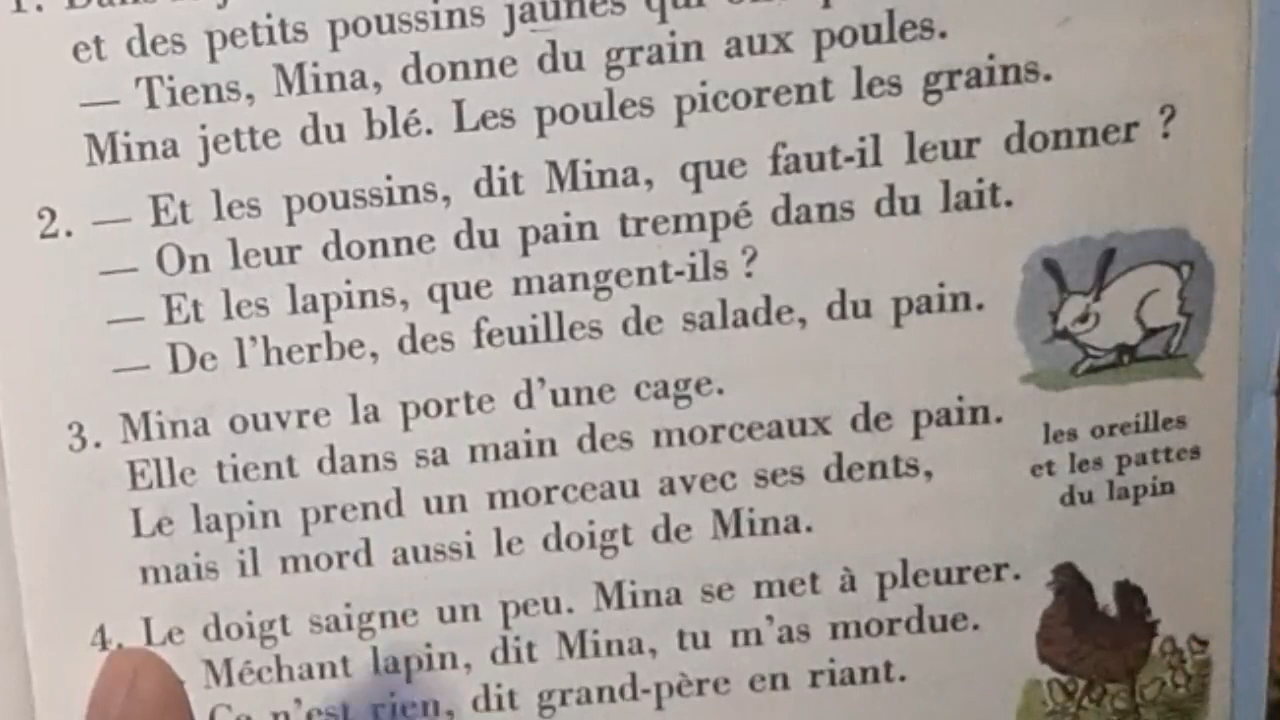 et des petits poussins jaunes
— Tiens, Mina, donne du grain aux poules.
Mina jette du blé. Les poules picorent les grains.
2. — Et les poussins, dit Mina, que faut-il leur donner ?
— On leur donne du pain trempé dans du lait.
— Et les lapins, que mangent-ils ?
— De l'herbe, des feuilles de salade, du pain.
3. Mina ouvre la porte d'une cage.
Elle tient dans sa main des morceaux de pain.
Le lapin prend un morceau avec ses dents,
mais il mord aussi le doigt de Mina.
les oreilles
et les pattes
du lapin
4. Le doigt saigne un peu. Mina se met à pleurer.
Méchant lapin, dit Mina, tu m'as mordue.
Ce n'est rien, dit grand-père en riant.